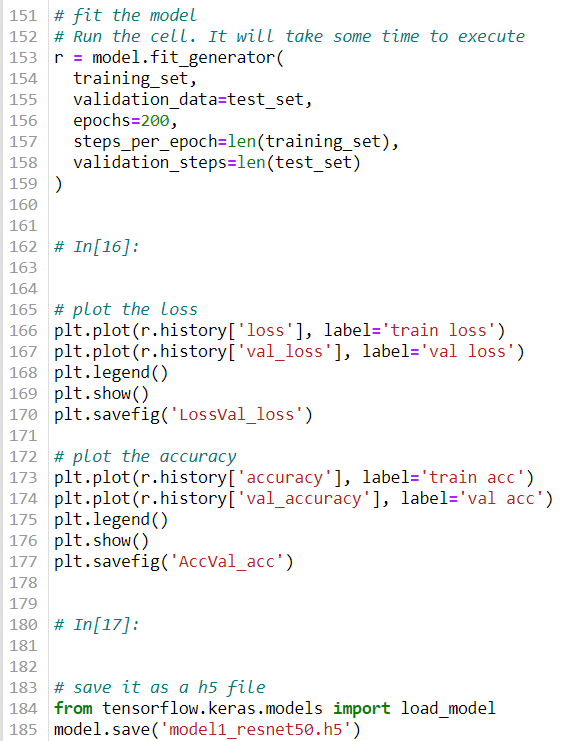 151 # fit the model
152 # Run the cell. It will take some time to execute
153 r = model.fit_generator(
154   training_set,
155   validation_data=test_set,
156   epochs=200,
157   steps_per_epoch=len(training_set),
158   validation_steps=len(test_set)
159 )
160
161
162 # In[16]:
163
164
165 # plot the loss
166 plt.plot(r.history['loss'], label='train loss')
167 plt.plot(r.history['val_loss'], label='val loss')
168 plt.legend()
169 plt.show()
170 plt.savefig('LossVal_loss')
171
172 # plot the accuracy
173 plt.plot(r.history['accuracy'], label='train acc')
174 plt.plot(r.history['val_accuracy'], label='val acc')
175 plt.legend()
176 plt.show()
177 plt.savefig('AccVal_acc')
178
179
180 # In[17]:
181
182
183 # save it as a h5 file
184 from tensorflow.keras.models import load_model
185 model.save('model1_resnet50.h5')